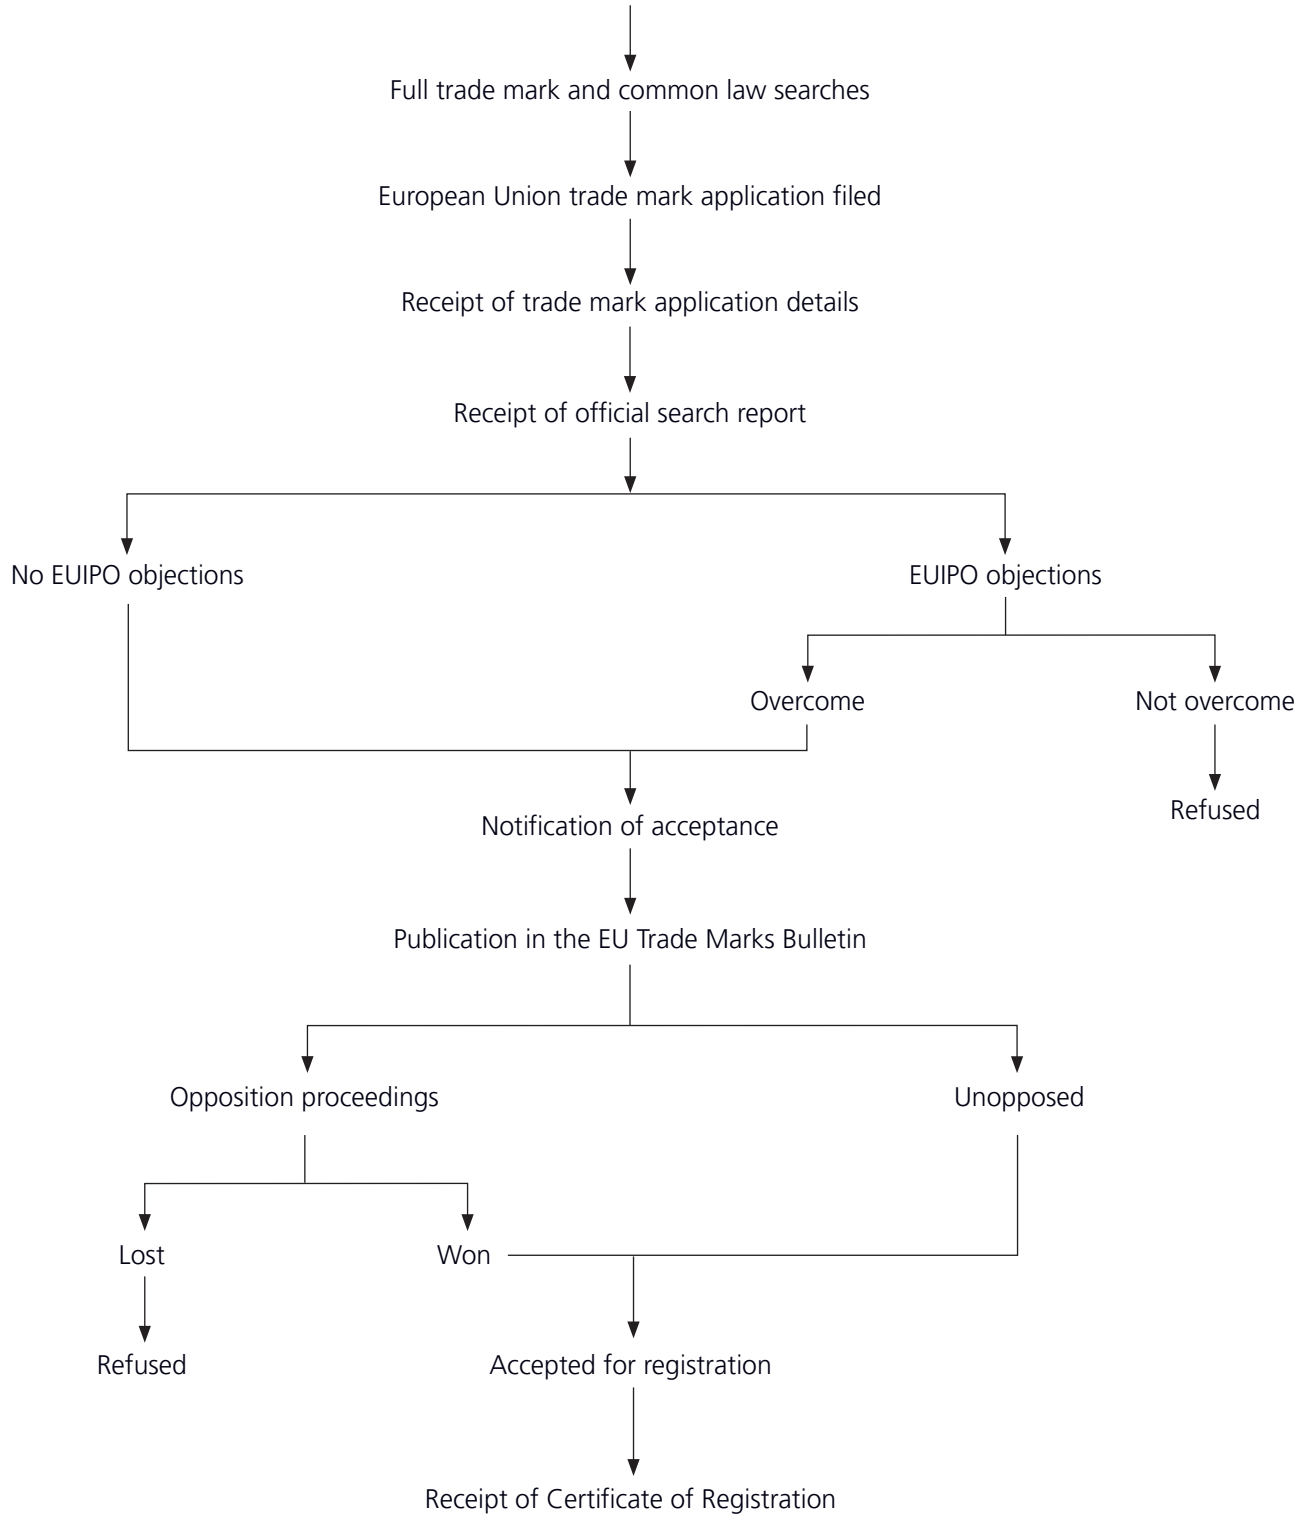 Full trade mark and common law searches
European Union trade mark application filed
Receipt of trade mark application details
Receipt of official search report
No EUIPO objections
EUIPO objections
Overcome
Not overcome
Refused
Notification of acceptance
Publication in the EU Trade Marks Bulletin
Opposition proceedings
Unopposed
Lost
Won
Refused
Accepted for registration
Receipt of Certificate of Registration